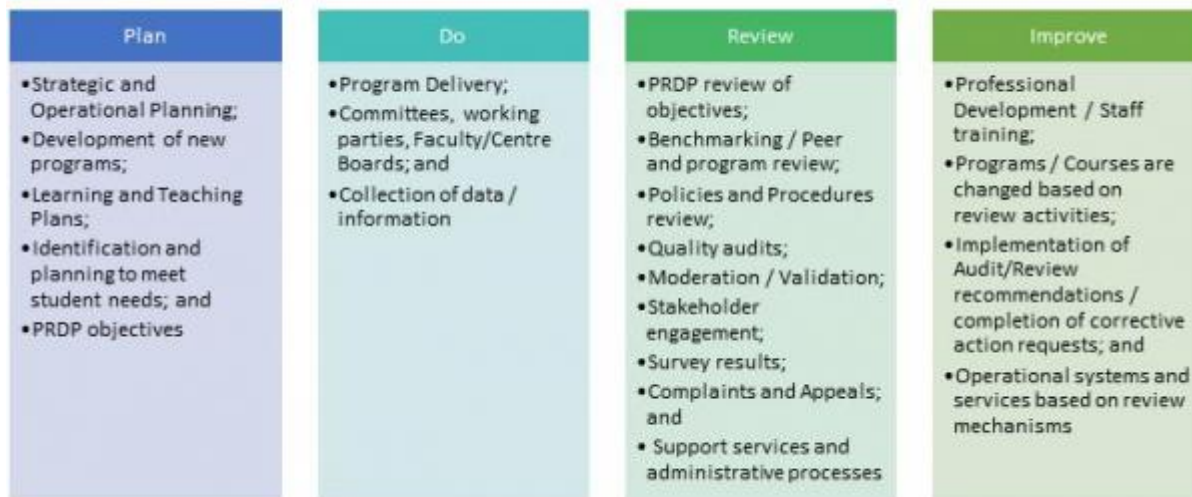 Plan
•Strategic and
Operational Planning;
•Development of new
programs;
•Learning and Teaching
Plans;
•Identification and
planning to meet
student needs; and
•PRDP objectives
Do
•Program Delivery;
•Committees, working
parties, Faculty/Centre
Boards; and
•Collection of data /
information
Review
•PRDP review of
objectives;
•Benchmarking / Peer
and program review;
•Policies and Procedures
review;
•Quality audits;
•Moderation / Validation;
•Stakeholder
engagement;
•Survey results;
•Complaints and Appeals;
and
• Support services and
administrative processes
Improve
•Professional
Development / Staff
training;
•Programs / Courses are
changed based on
review activities;
•Implementation of
Audit/Review
recommendations /
completion of corrective
action requests; and
•Operational systems and
services based on review
mechanisms